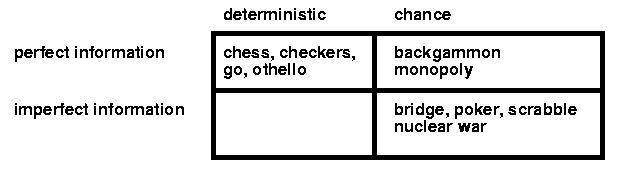 deterministic chance
perfect information chess, checkers, backgammon
go, othello monopoly
imperfect information bridge, poker, scrabble
nuclear war